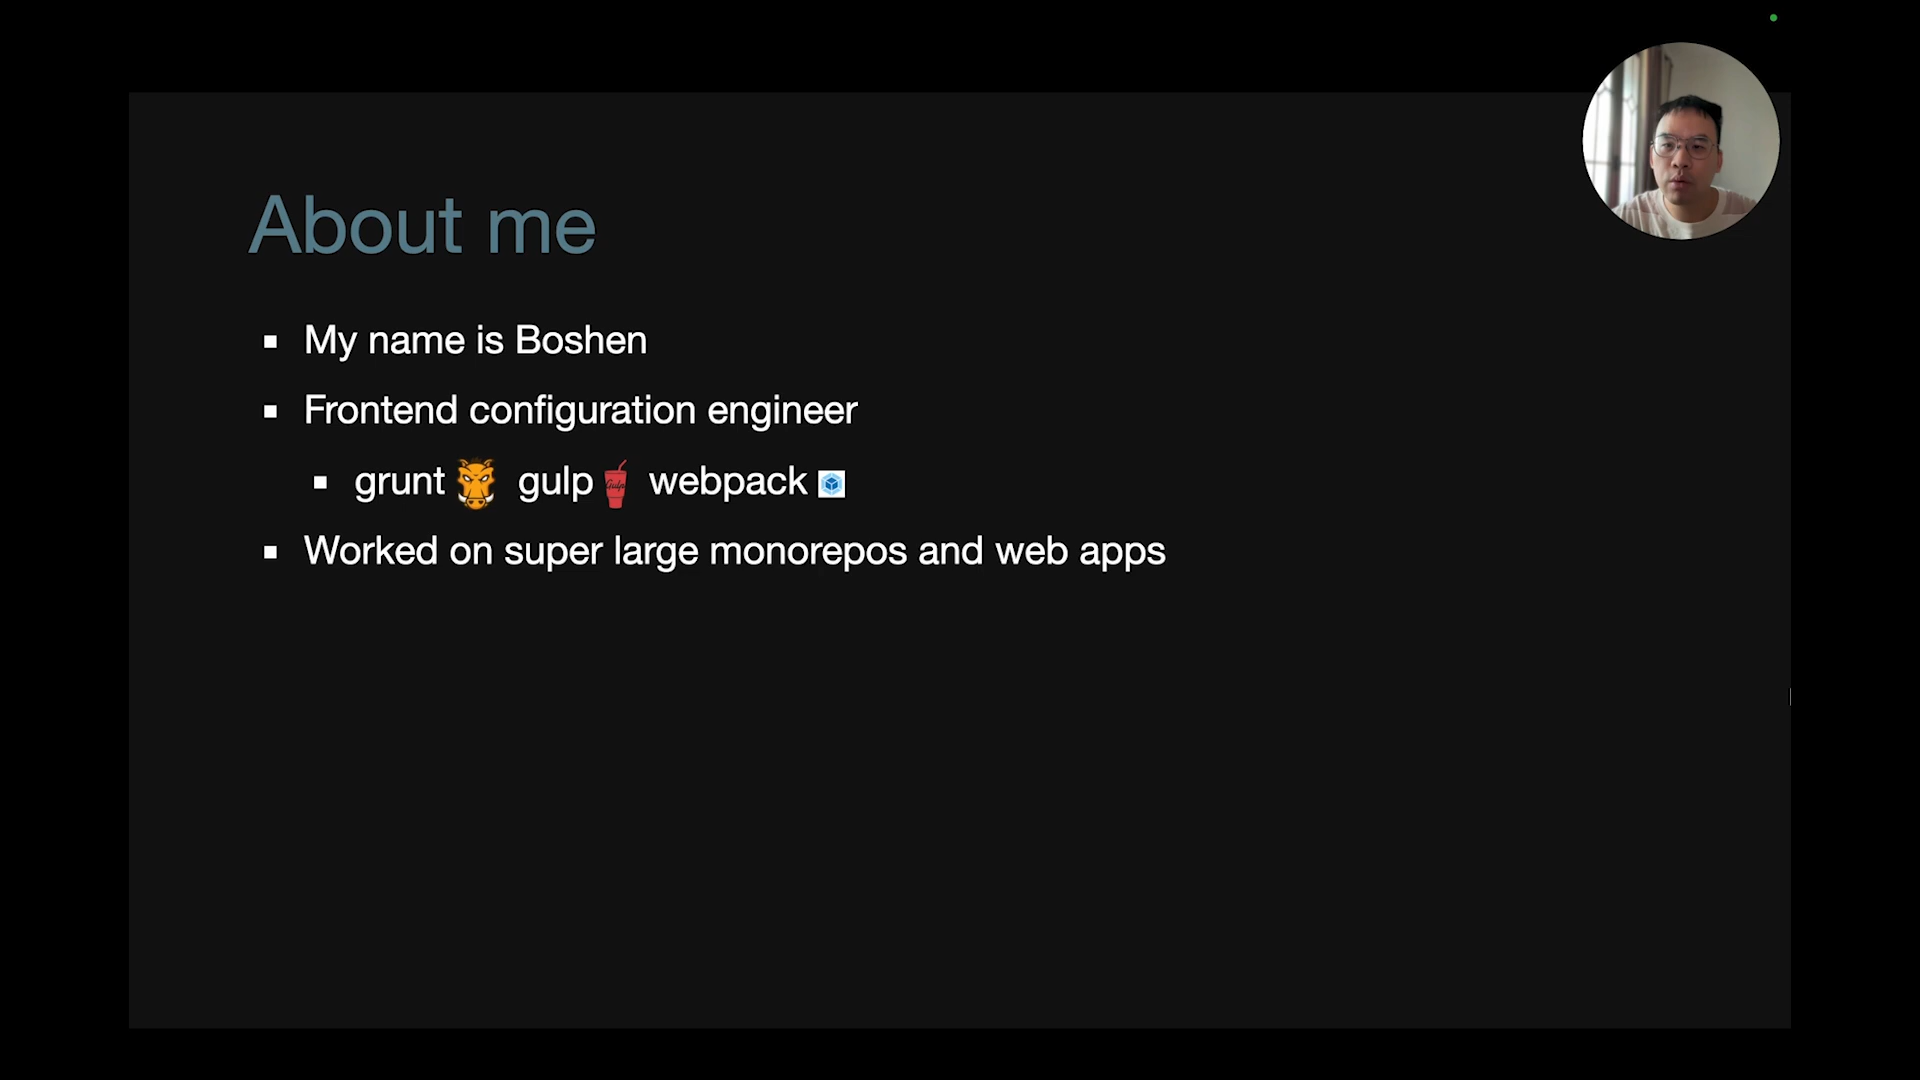 About me
My name is Boshen
Frontend configuration engineer
grunt gulp webpack
Worked on super large monorepos and web apps